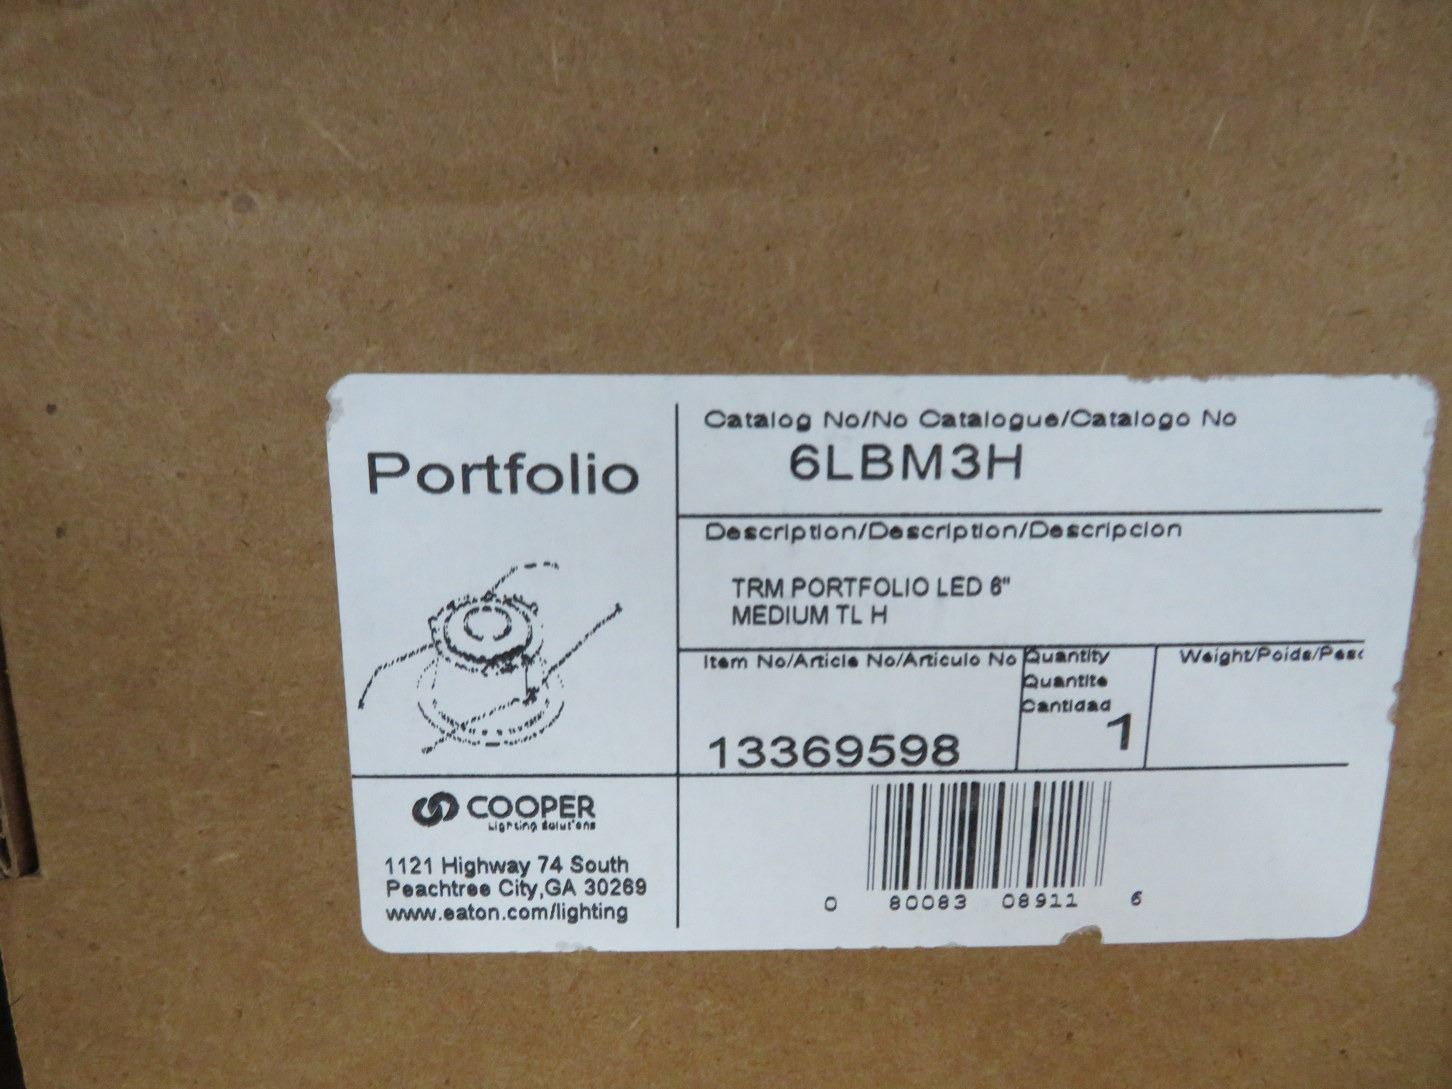 Portfolio
Catalog No/No Catalogue/Catalogo No
6LBM3H
Description/Description/Descripcion
TRM PORTFOLIO LED 6"
MEDIUM TL H
Item No/Article No/Articulo No
13369598
Quantity
Quantite
Cantidad
1
Weight/Poids/Peso
COOPER
Lighting Solutions
1121 Highway 74 South
Peachtree City,GA 30269
www.eaton.com/lighting
0 80083 08911 6